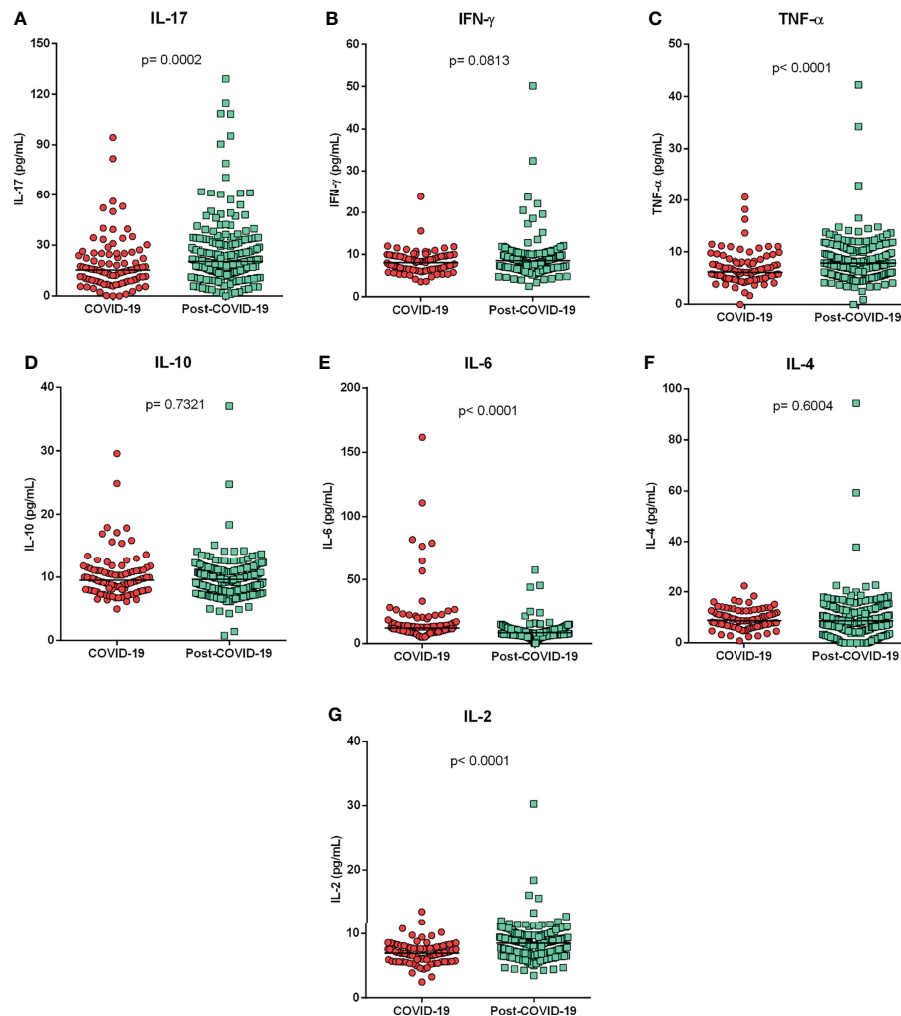 A
IL-17
p= 0.0002
IL-17 (pg/mL)
150
120
90
60
30
0
COVID-19
Post-COVID-19
B
IFN-γ
p= 0.0813
IFN-γ (pg/mL)
60
50
40
30
20
10
0
COVID-19
Post-COVID-19
C
TNF-α
p< 0.0001
TNF-α (pg/mL)
50
40
30
20
10
0
COVID-19
Post-COVID-19
D
IL-10
p= 0.7321
IL-10 (pg/mL)
40
30
20
10
0
COVID-19
Post-COVID-19
E
IL-6
p< 0.0001
IL-6 (pg/mL)
200
150
100
50
0
COVID-19
Post-COVID-19
F
IL-4
p= 0.6004
IL-4 (pg/mL)
100
80
60
40
20
0
COVID-19
Post-COVID-19
G
IL-2
p< 0.0001
IL-2 (pg/mL)
40
30
20
10
0
COVID-19
Post-COVID-19